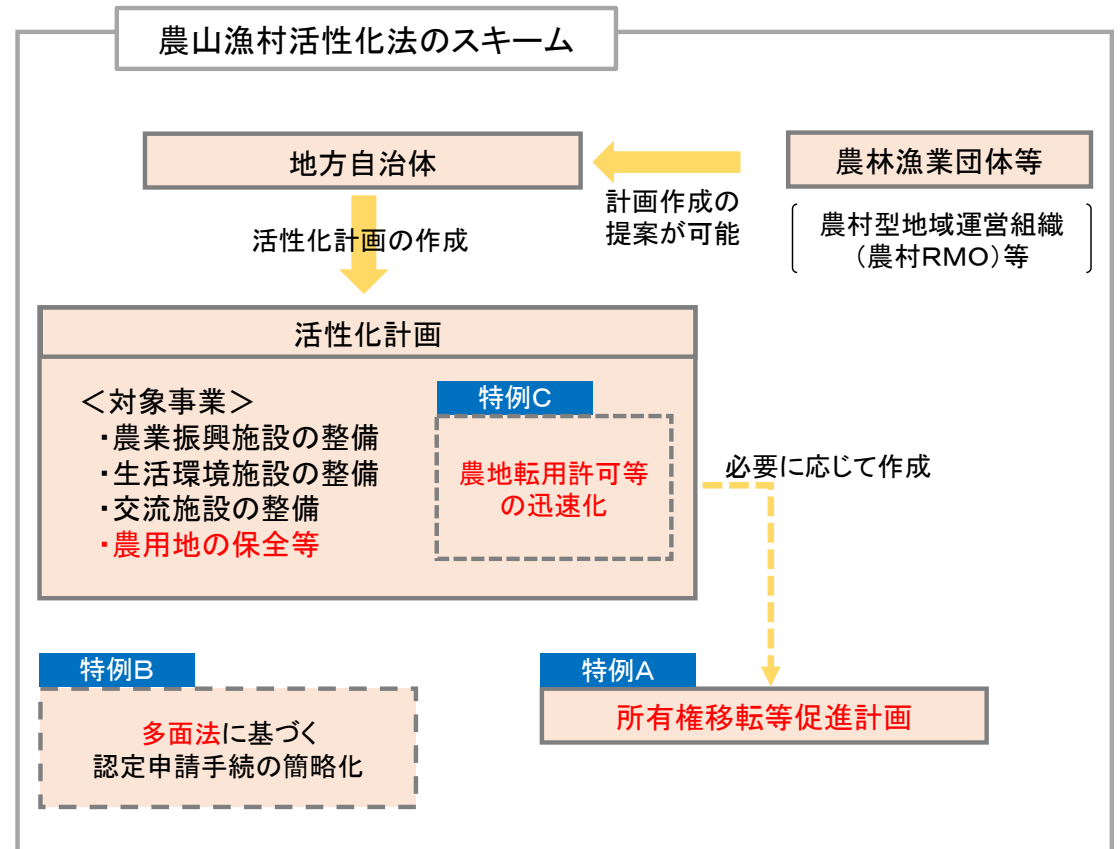 農山漁村活性化法のスキーム
地方自治体
農林漁業団体等
計画作成の
提案が可能
農村型地域運営組織
（農村RMO）等
活性化計画の作成
活性化計画
＜対象事業＞
・農業振興施設の整備
・生活環境施設の整備
・交流施設の整備
・農用地の保全等
特例C
農地転用許可等
の迅速化
必要に応じて作成
特例B
多面法に基づく
認定申請手続の簡略化
特例A
所有権移転等促進計画